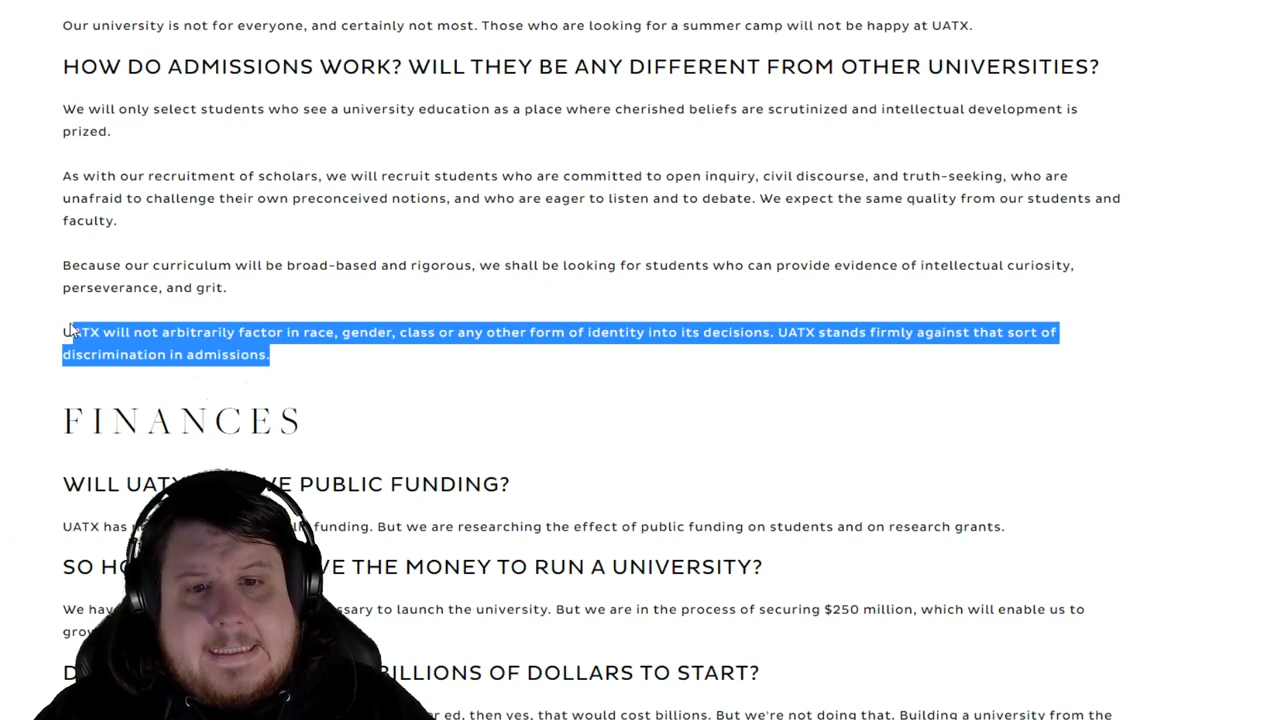 Our university is not for everyone, and certainly not most. Those who are looking for a summer camp will not be happy at UATX.
HOW DO ADMISSIONS WORK? WILL THEY BE ANY DIFFERENT FROM OTHER UNIVERSITIES?
We will only select students who see a university education as a place where cherished beliefs are scrutinized and intellectual development is
prized.
As with our recruitment of scholars, we will recruit students who are committed to open inquiry, civil discourse, and truth-seeking, who are
unafraid to challenge their own preconceived notions, and who are eager to listen and to debate. We expect the same quality from our students and
faculty.
Because our curriculum will be broad-based and rigorous, we shall be looking for students who can provide evidence of intellectual curiosity,
perseverance, and grit.
UATX will not arbitrarily factor in race, gender, class or any other form of identity into its decisions. UATX stands firmly against that sort of
discrimination in admissions.
FINANCES
WILL UATX PUBLIC FUNDING?
UATX has funding. But we are researching the effect of public funding on students and on research grants.
SO THE MONEY TO RUN A UNIVERSITY?
We to launch the university. But we are in the process of securing $250 million, which will enable us to
BILLIONS OF DOLLARS TO START?
ed, then yes, that would cost billions. But we're not doing that. Building a university from the